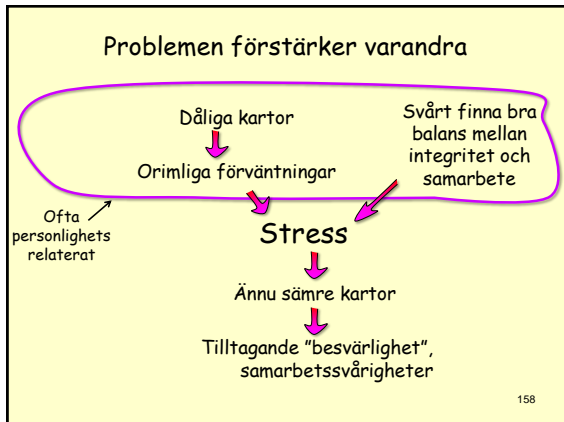 Problemen förstärker varandra
Dåliga kartor
Orimliga förväntningar
Svårt finna bra
balans mellan
integritet och
samarbete
Ofta
personlighets
relaterat
Stress
Ännu sämre kartor
Tilltagande ”besvärlighet”,
samarbetssvårigheter
158